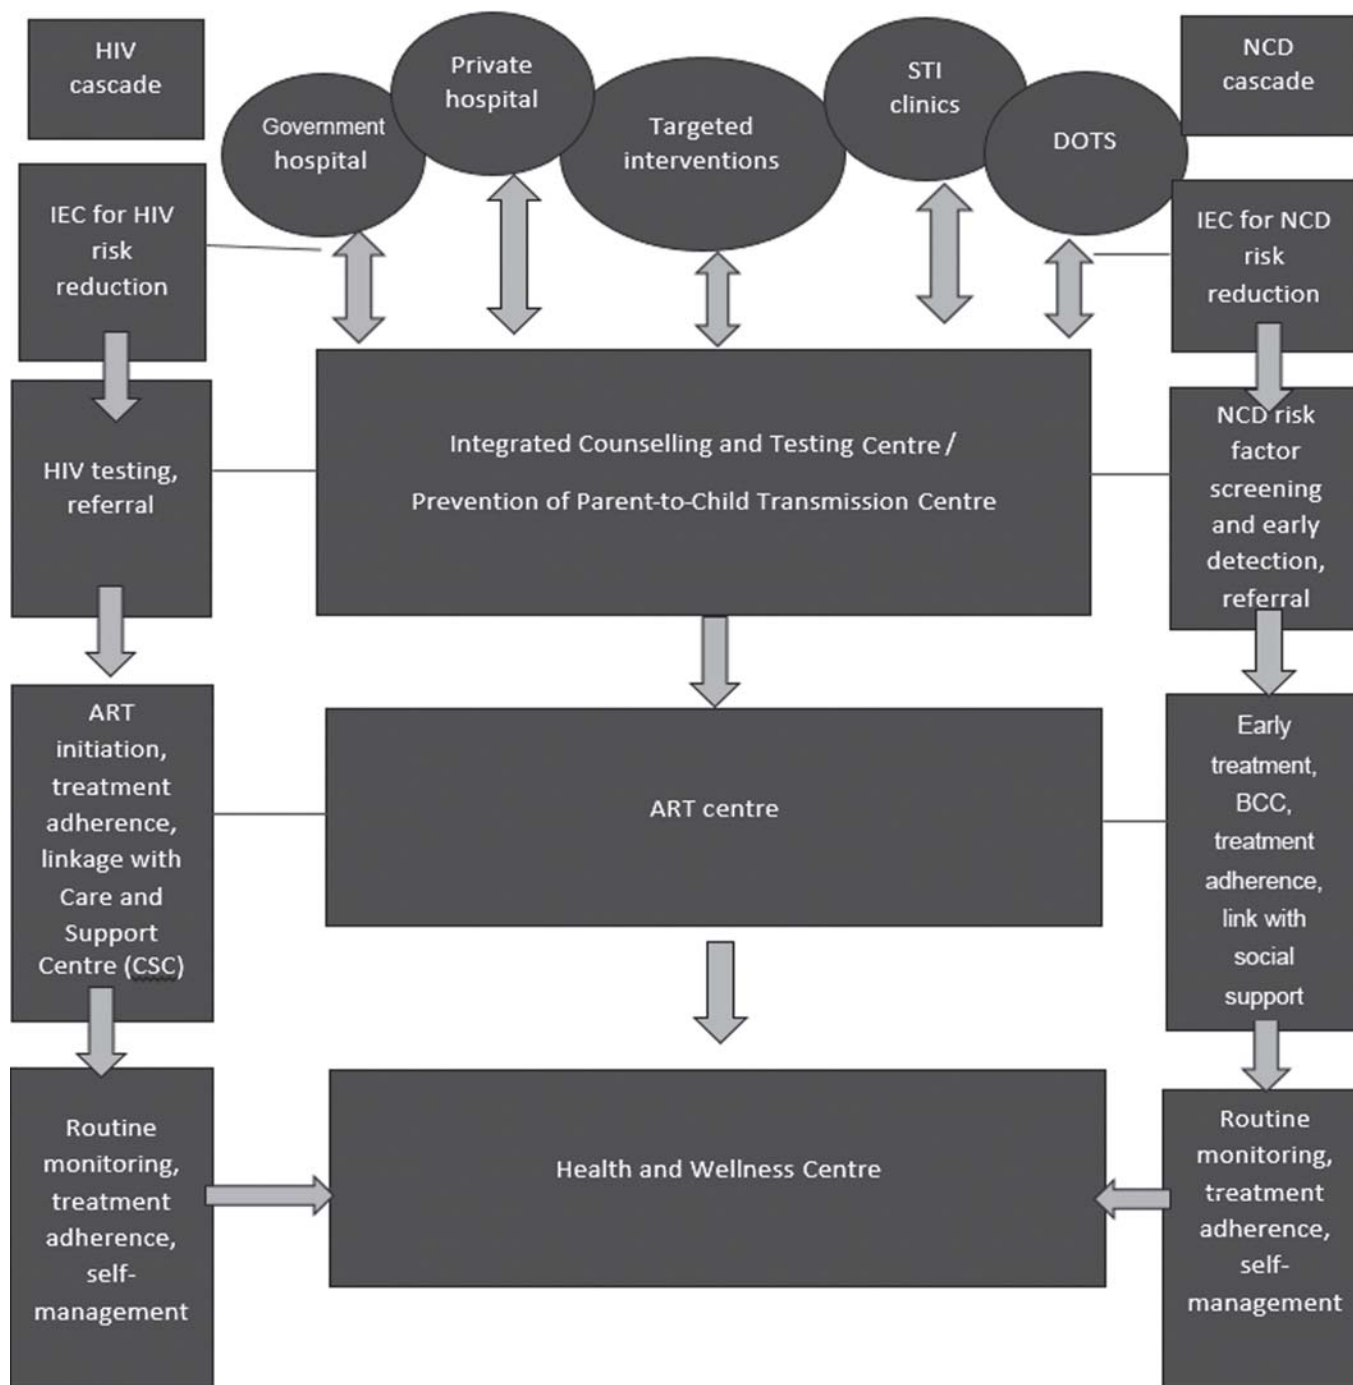 HIV
cascade
Government
hospital
Private
hospital
Targeted
interventions
STI
clinics
DOTS
NCD
cascade
IEC for HIV
risk
reduction
IEC for NCD
risk
reduction
HIV testing,
referral
Integrated Counselling and Testing Centre/
Prevention of Parent-to-Child Transmission Centre
NCD risk
factor
screening
and early
detection,
referral
ART
initiation,
treatment
adherence,
linkage with
Care and
Support
Centre (CSC)
ART centre
Early
treatment,
BCC,
treatment
adherence,
link with
social
support
Routine
monitoring,
treatment
adherence,
self-
management
Health and Wellness Centre
Routine
monitoring,
treatment
adherence,
self-
management